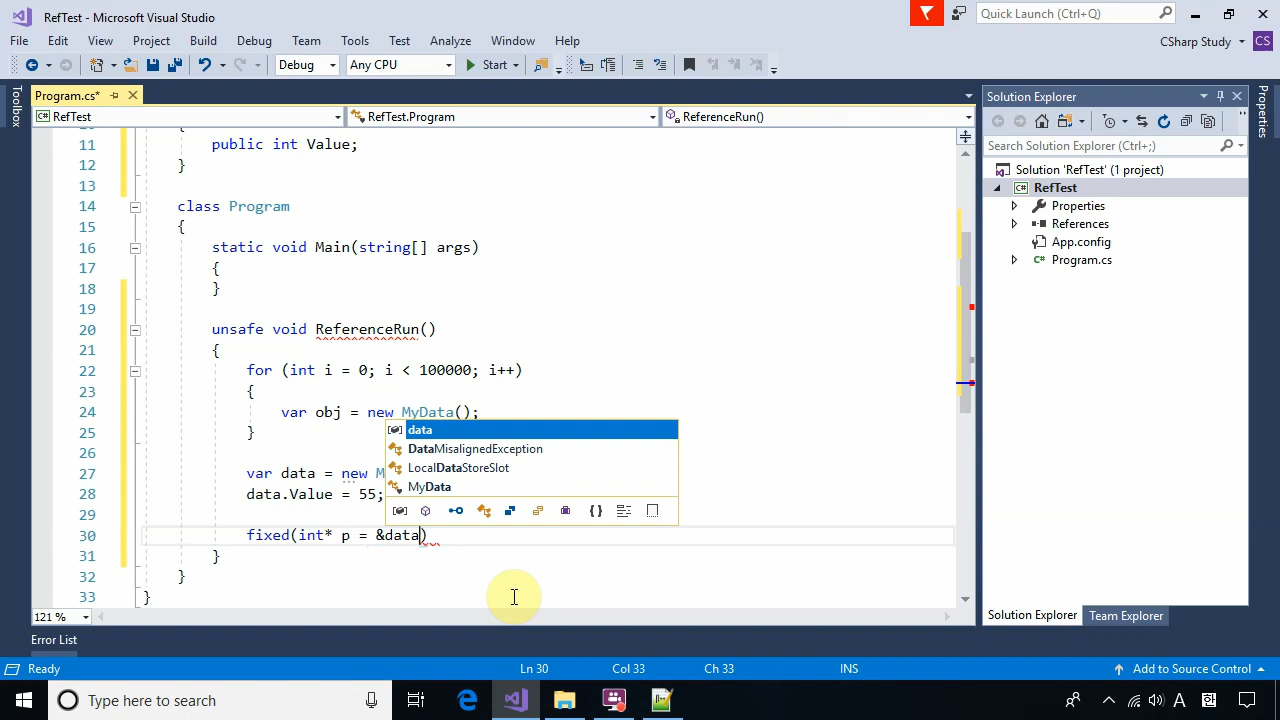 RefTest - Microsoft Visual Studio
Quick Launch (Ctrl+Q)
File Edit View Project Build Debug Team Tools Test Analyze Window Help
CSharp Study CS
Debug Any CPU Start
Toolbox
Program.cs*
RefTest RefTest.Program ReferenceRun()
11 public int Value;
12 }
13
14 class Program
15 {
16 static void Main(string[] args)
17 {
18 }
19
20 unsafe void ReferenceRun()
21 {
22 for (int i = 0; i < 100000; i++)
23 {
24 var obj = new MyData();
25 }
26
27 var data = new M
28 data.Value = 55;
29
30 fixed(int* p = &data)
31 }
32 }
33 }
data
DataMisalignedException
LocalDataStoreSlot
MyData
121 %
Solution Explorer
Search Solution Explorer (Ctrl+;)
Solution 'RefTest' (1 project)
RefTest
Properties
References
App.config
Program.cs
Solution Explorer Team Explorer
Properties
Error List
Ready Ln 30 Col 33 Ch 33 INS Add to Source Control
Type here to search
A